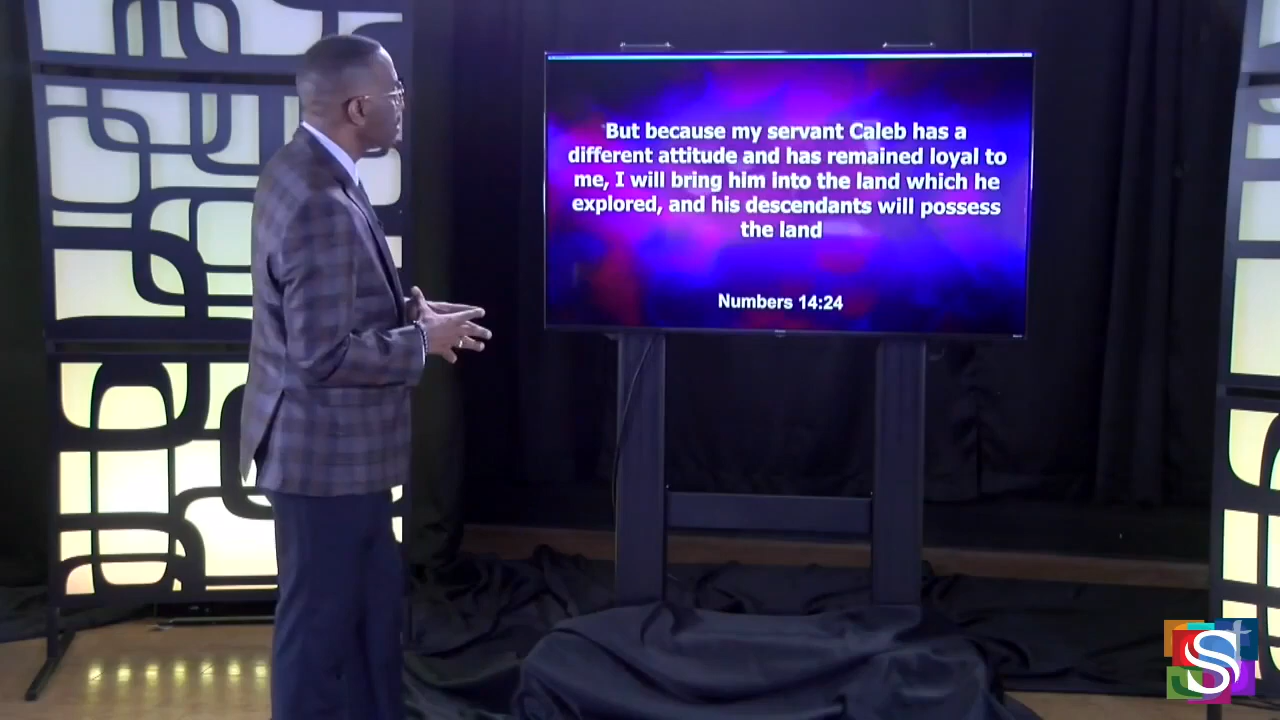 But because my servant Caleb has a
different attitude and has remained loyal to
me, I will bring him into the land which he
explored, and his descendants will possess
the land
Numbers 14:24
S